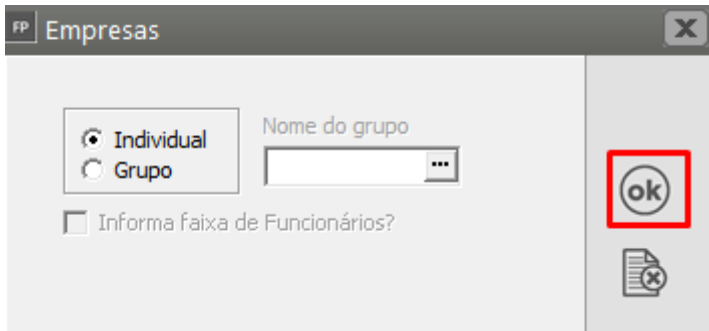 FP Empresas
Individual
Nome do grupo
Grupo
...
Informa faixa de Funcionários?
ok